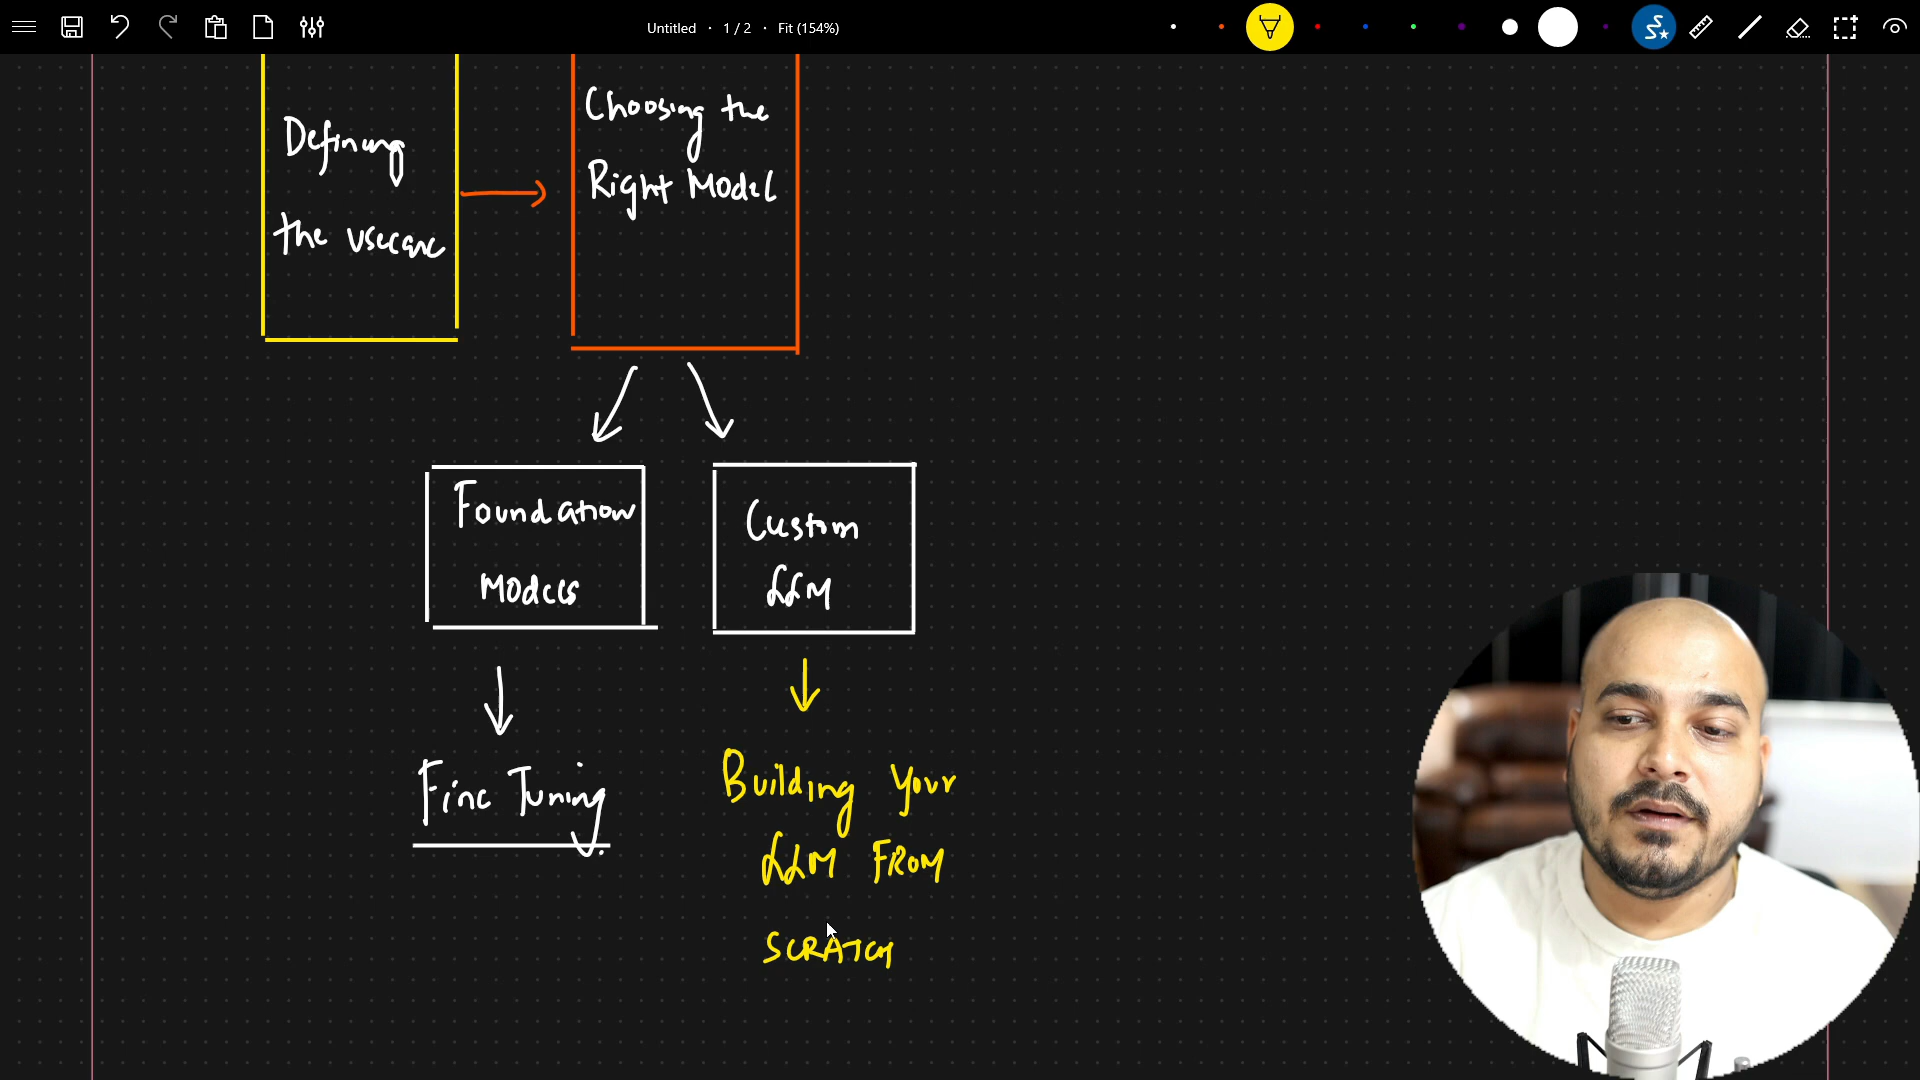 Untitled · 1 / 2 · Fit (154%)
Defining
the usecase
Choosing the
Right Model
Foundation
Models
Custom
LLM
Fine Tuning
Building Your
LLM FROM
SCRATCH